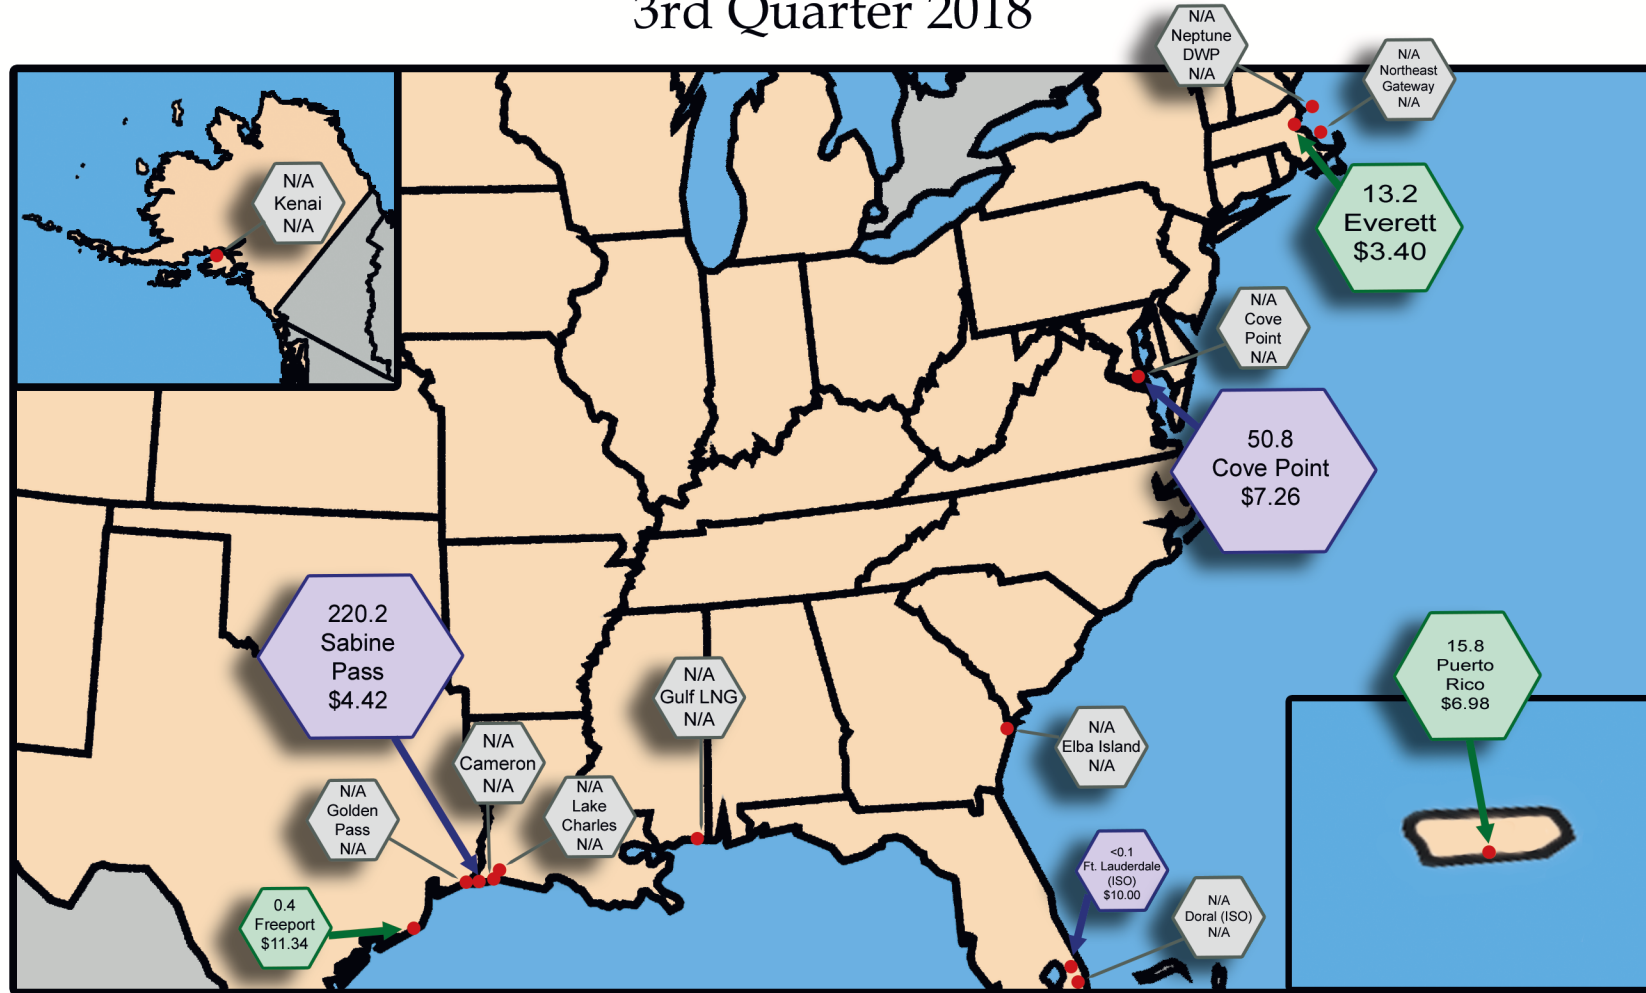 3rd Quarter 2018
N/A
Neptune
DWP
N/A
N/A
Northeast
Gateway
N/A
N/A
Kenai
N/A
13.2
Everett
$3.40
N/A
Cove
Point
N/A
50.8
Cove Point
$7.26
220.2
Sabine
Pass
$4.42
N/A
Gulf LNG
N/A
15.8
Puerto
Rico
$6.98
N/A
Elba Island
N/A
N/A
Cameron
N/A
N/A
Golden
Pass
N/A
N/A
Lake
Charles
N/A
<0.1
Ft. Lauderdale
(ISO)
$10.00
0.4
Freeport
$11.34
N/A
Doral (ISO)
N/A